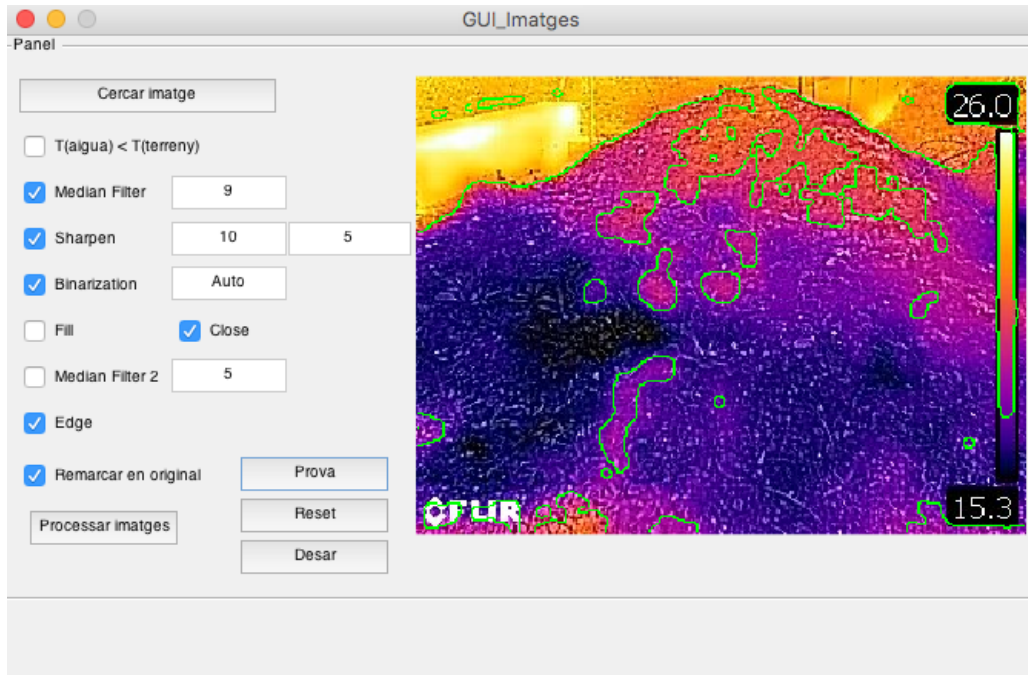 GUI_Imatges
Panel
Cercar imatge
T(aigua) < T(terreny)
Median Filter 9
Sharpen 10 5
Binarization Auto
Fill Close
Median Filter 2 5
Edge
Remarcar en original Prova
Processar imatges Reset
Desar
26.0
15.3
FLIR